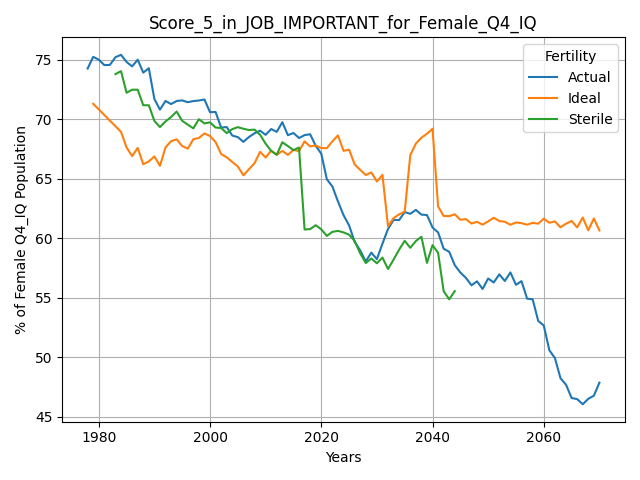 Score_5_in_JOB_IMPORTANT_for_Female_Q4_IQ
Fertility
Actual
Ideal
Sterile
% of Female Q4_IQ Population
75
70
65
60
55
50
45
1980
2000
2020
2040
2060
Years